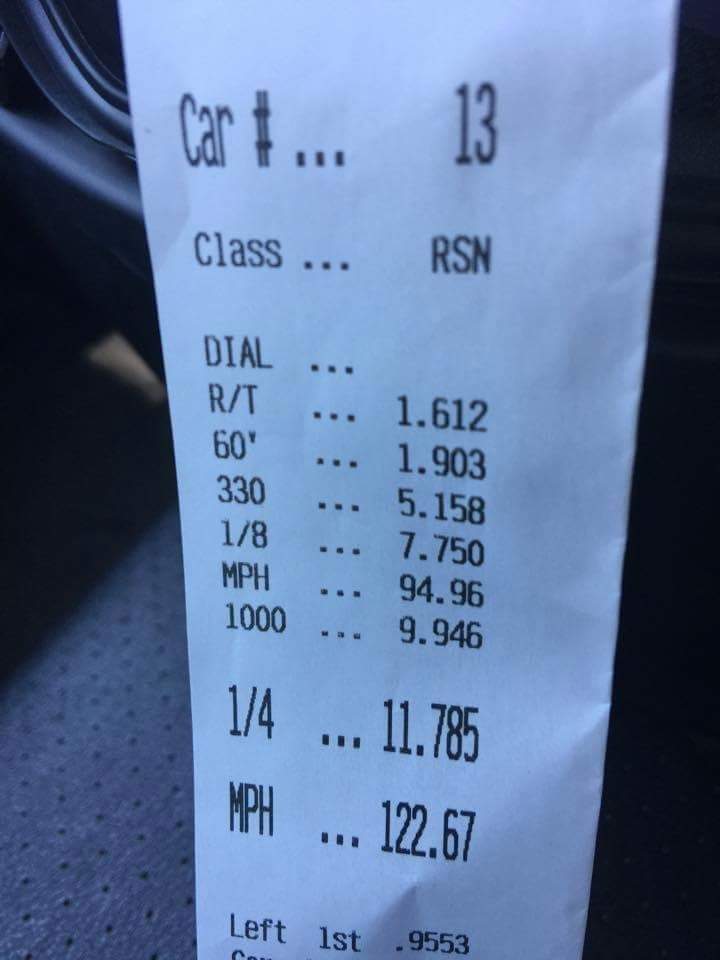 Car # ... 13
Class ... RSN
DIAL ...
R/T ... 1.612
60' ... 1.903
330 ... 5.158
1/8 ... 7.750
MPH ... 94.96
1000 ... 9.946
1/4 ... 11.785
MPH ... 122.67
Left 1st .9553